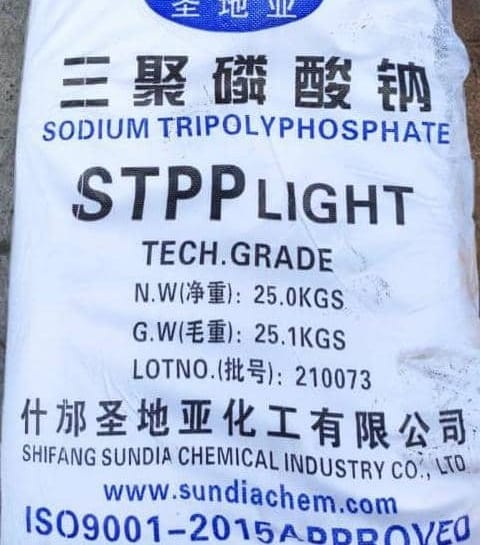 圣地亚
三聚磷酸钠
SODIUM TRIPOLYPHOSPHATE
STPP LIGHT
TECH.GRADE
N.W(净重): 25.0KGS
G.W(毛重): 25.1KGS
LOTNO.(批号): 210073
什邡圣地亚化工有限公司
SHIFANG SUNDIA CHEMICAL INDUSTRY CO., LTD
www.sundiachem.com
ISO9001-2015APPROVED